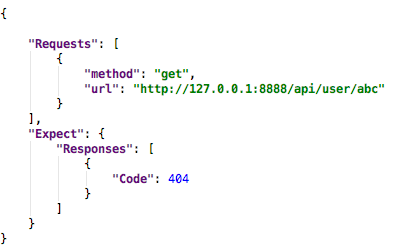 {
"Requests": [
{
"method": "get",
"url": "http://127.0.0.1:8888/api/user/abc"
}
],
"Expect": {
"Responses": [
{
"Code": 404
}
]
}
}